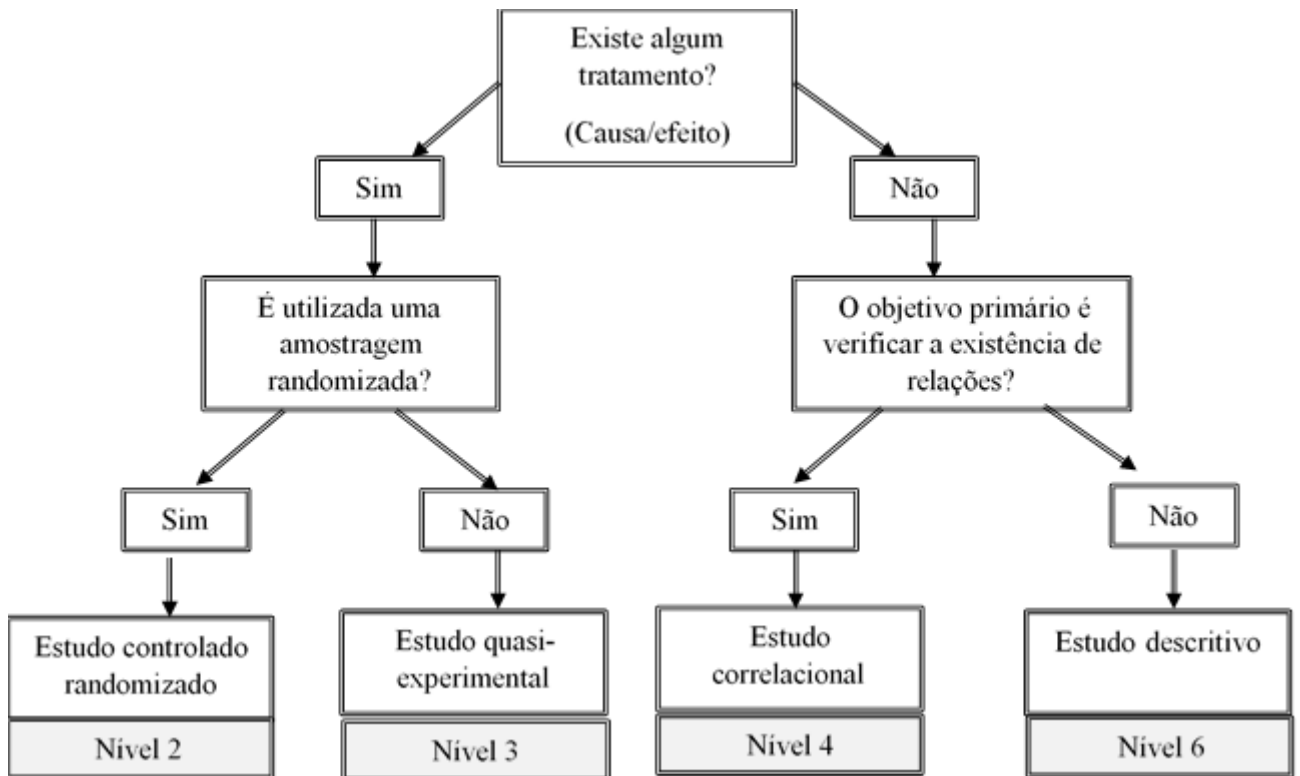 Existe algum
tratamento?
(Causa/efeito)
Sim
Não
É utilizada uma
amostragem
randomizada?
O objetivo primário é
verificar a existência de
relações?
Sim
Não
Sim
Não
Estudo controlado
randomizado
Estudo quasi-
experimental
Estudo
correlacional
Estudo descritivo
Nível 2
Nível 3
Nível 4
Nível 6